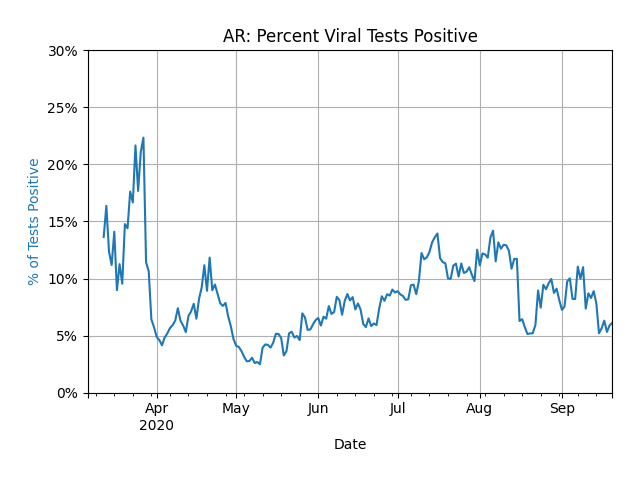 AR: Percent Viral Tests Positive
30%
25%
20%
15%
10%
5%
0%
% of Tests Positive
Apr May Jun Jul Aug Sep
2020
Date